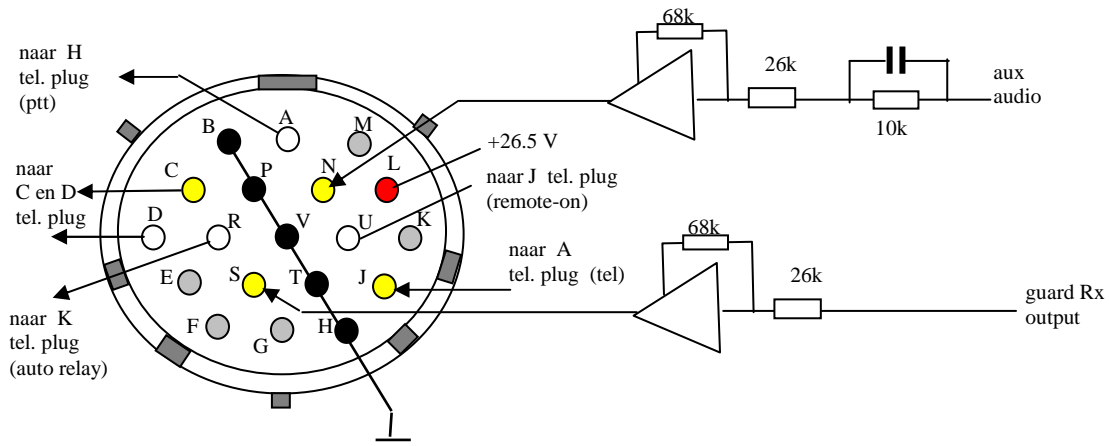 naar H
tel. plug
(ptt)
naar
C en D
tel. plug
naar K
tel. plug
(auto relay)
A
B
M
C
P
N
L
D
R
V
U
K
E
S
T
J
F
G
H
+26.5 V
naar J tel. plug
(remote-on)
naar A
tel. plug (tel)
68k
26k
10k
aux
audio
68k
26k
guard Rx
output